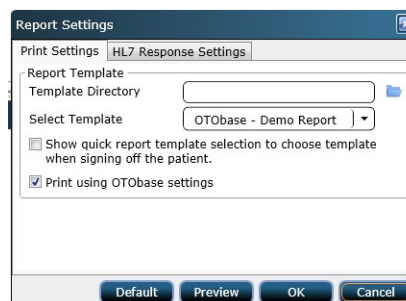 Report Settings
Print Settings
HL7 Response Settings
Report Template
Template Directory
Select Template
OTObase - Demo Report
Show quick report template selection to choose template
when signing off the patient.
Print using OTObase settings
Default
Preview
OK
Cancel